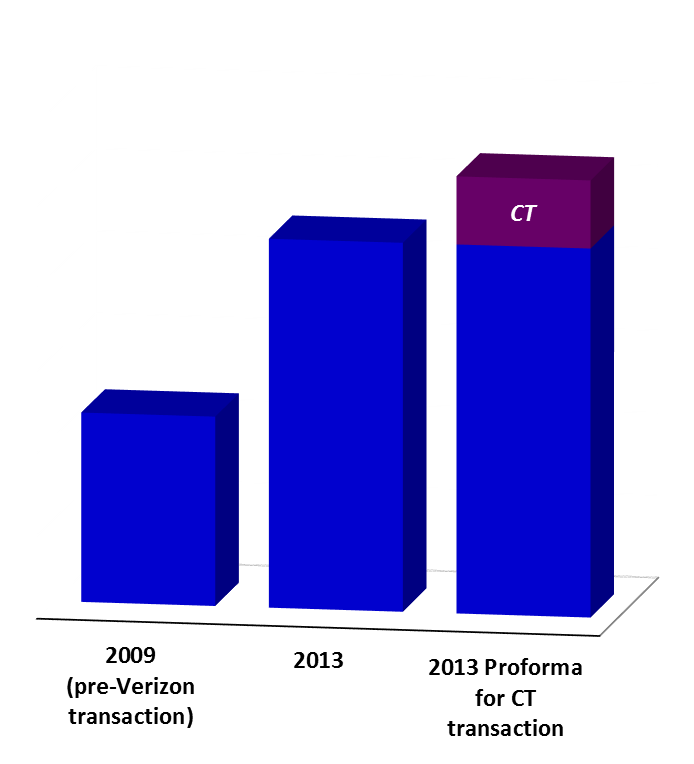 CT
2009
(pre-Verizon
transaction)
2013
2013 Proforma
for CT
transaction